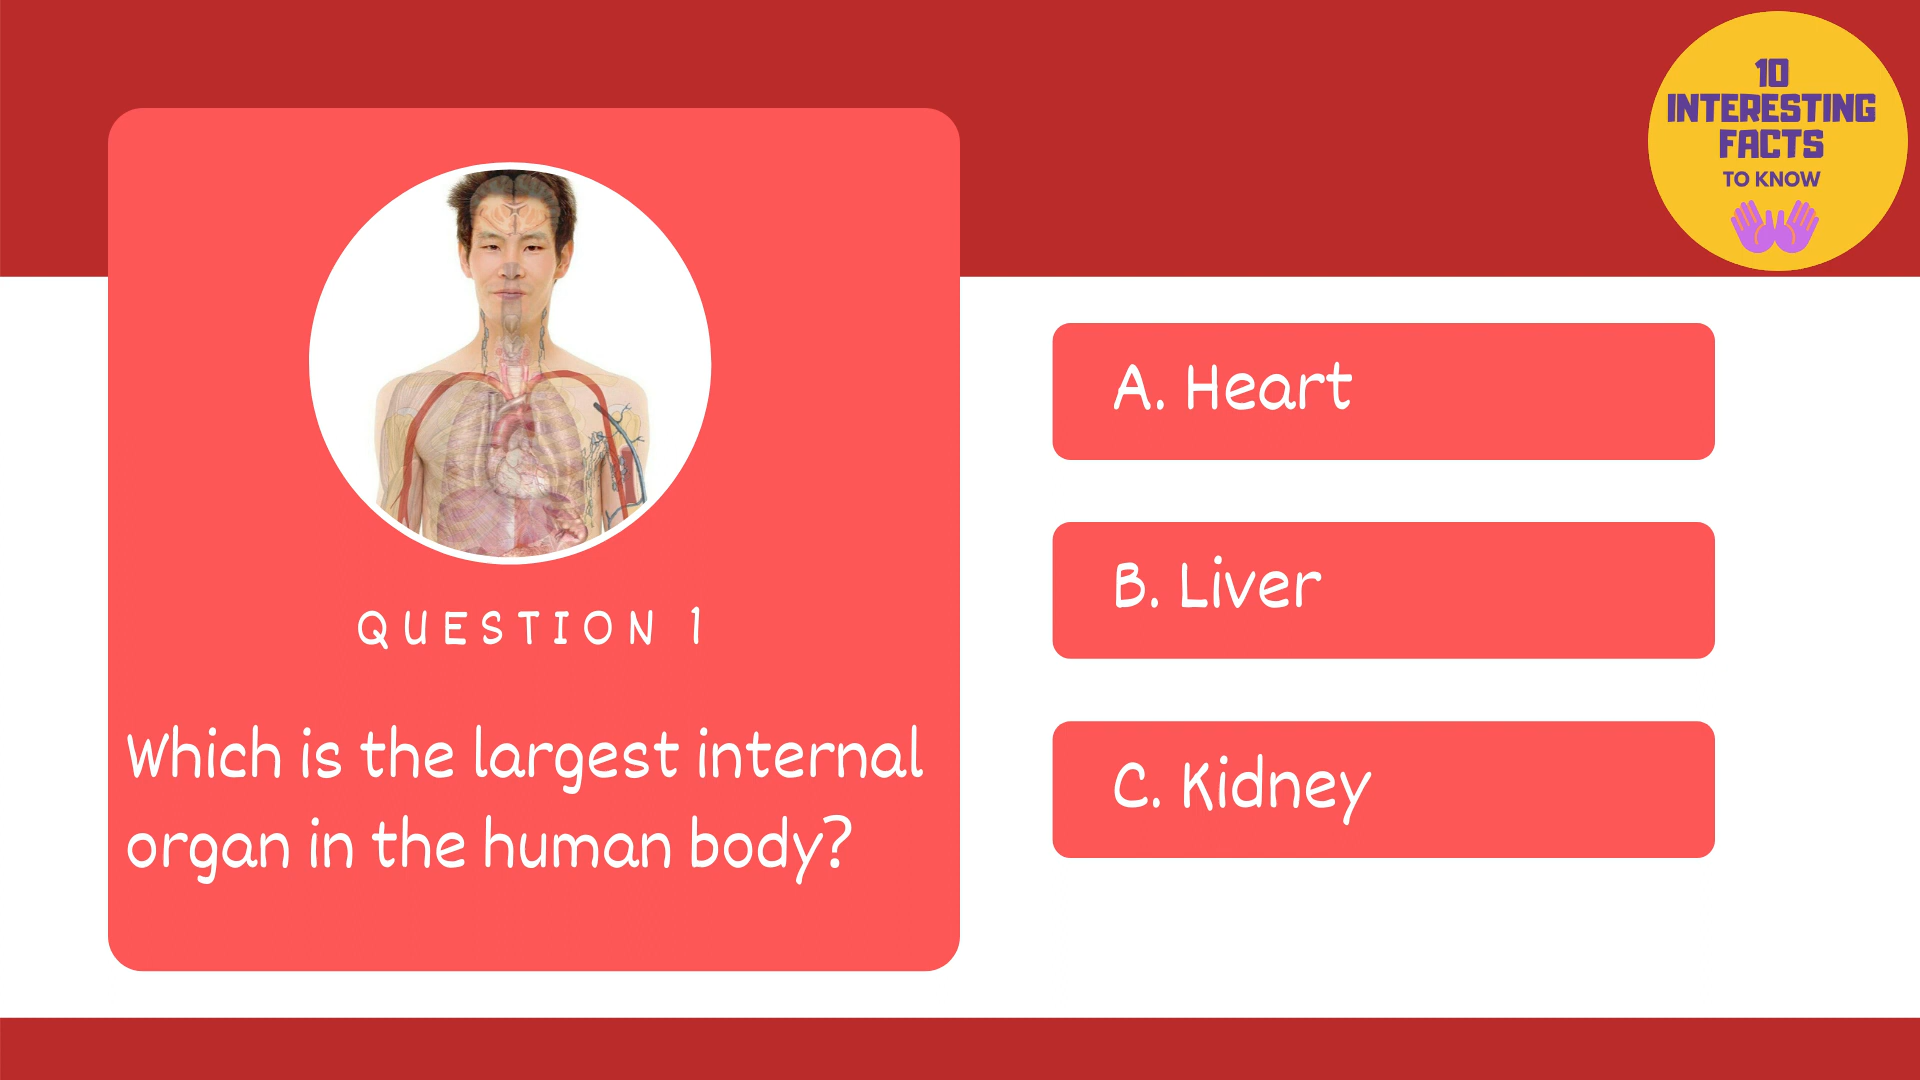 10
INTERESTING
FACTS
TO KNOW
QUESTION 1
Which is the largest internal
organ in the human body?
A. Heart
B. Liver
C. Kidney